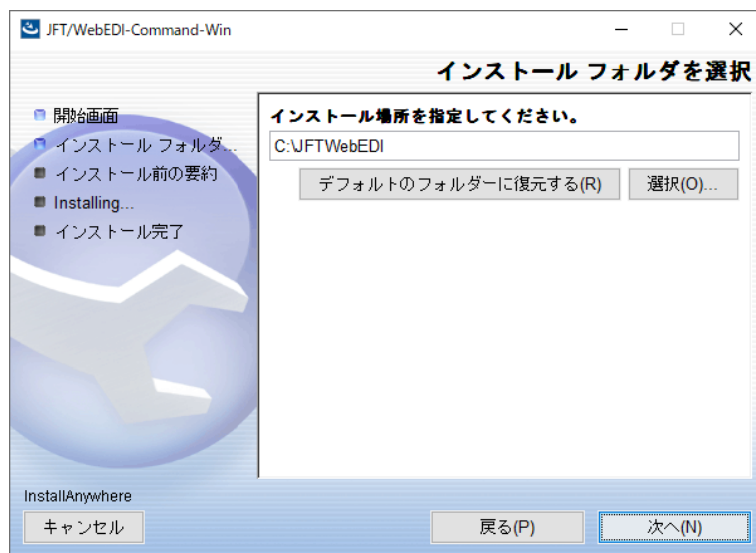 JFT/WebEDI-Command-Win
インストール フォルダを選択
開始画面
インストール フォルダ...
インストール前の要約
Installing...
インストール完了
インストール場所を指定してください。
C:\JFTWebEDI
デフォルトのフォルダーに復元する(R)
選択(O)...
InstallAnywhere
キャンセル
戻る(P)
次へ(N)